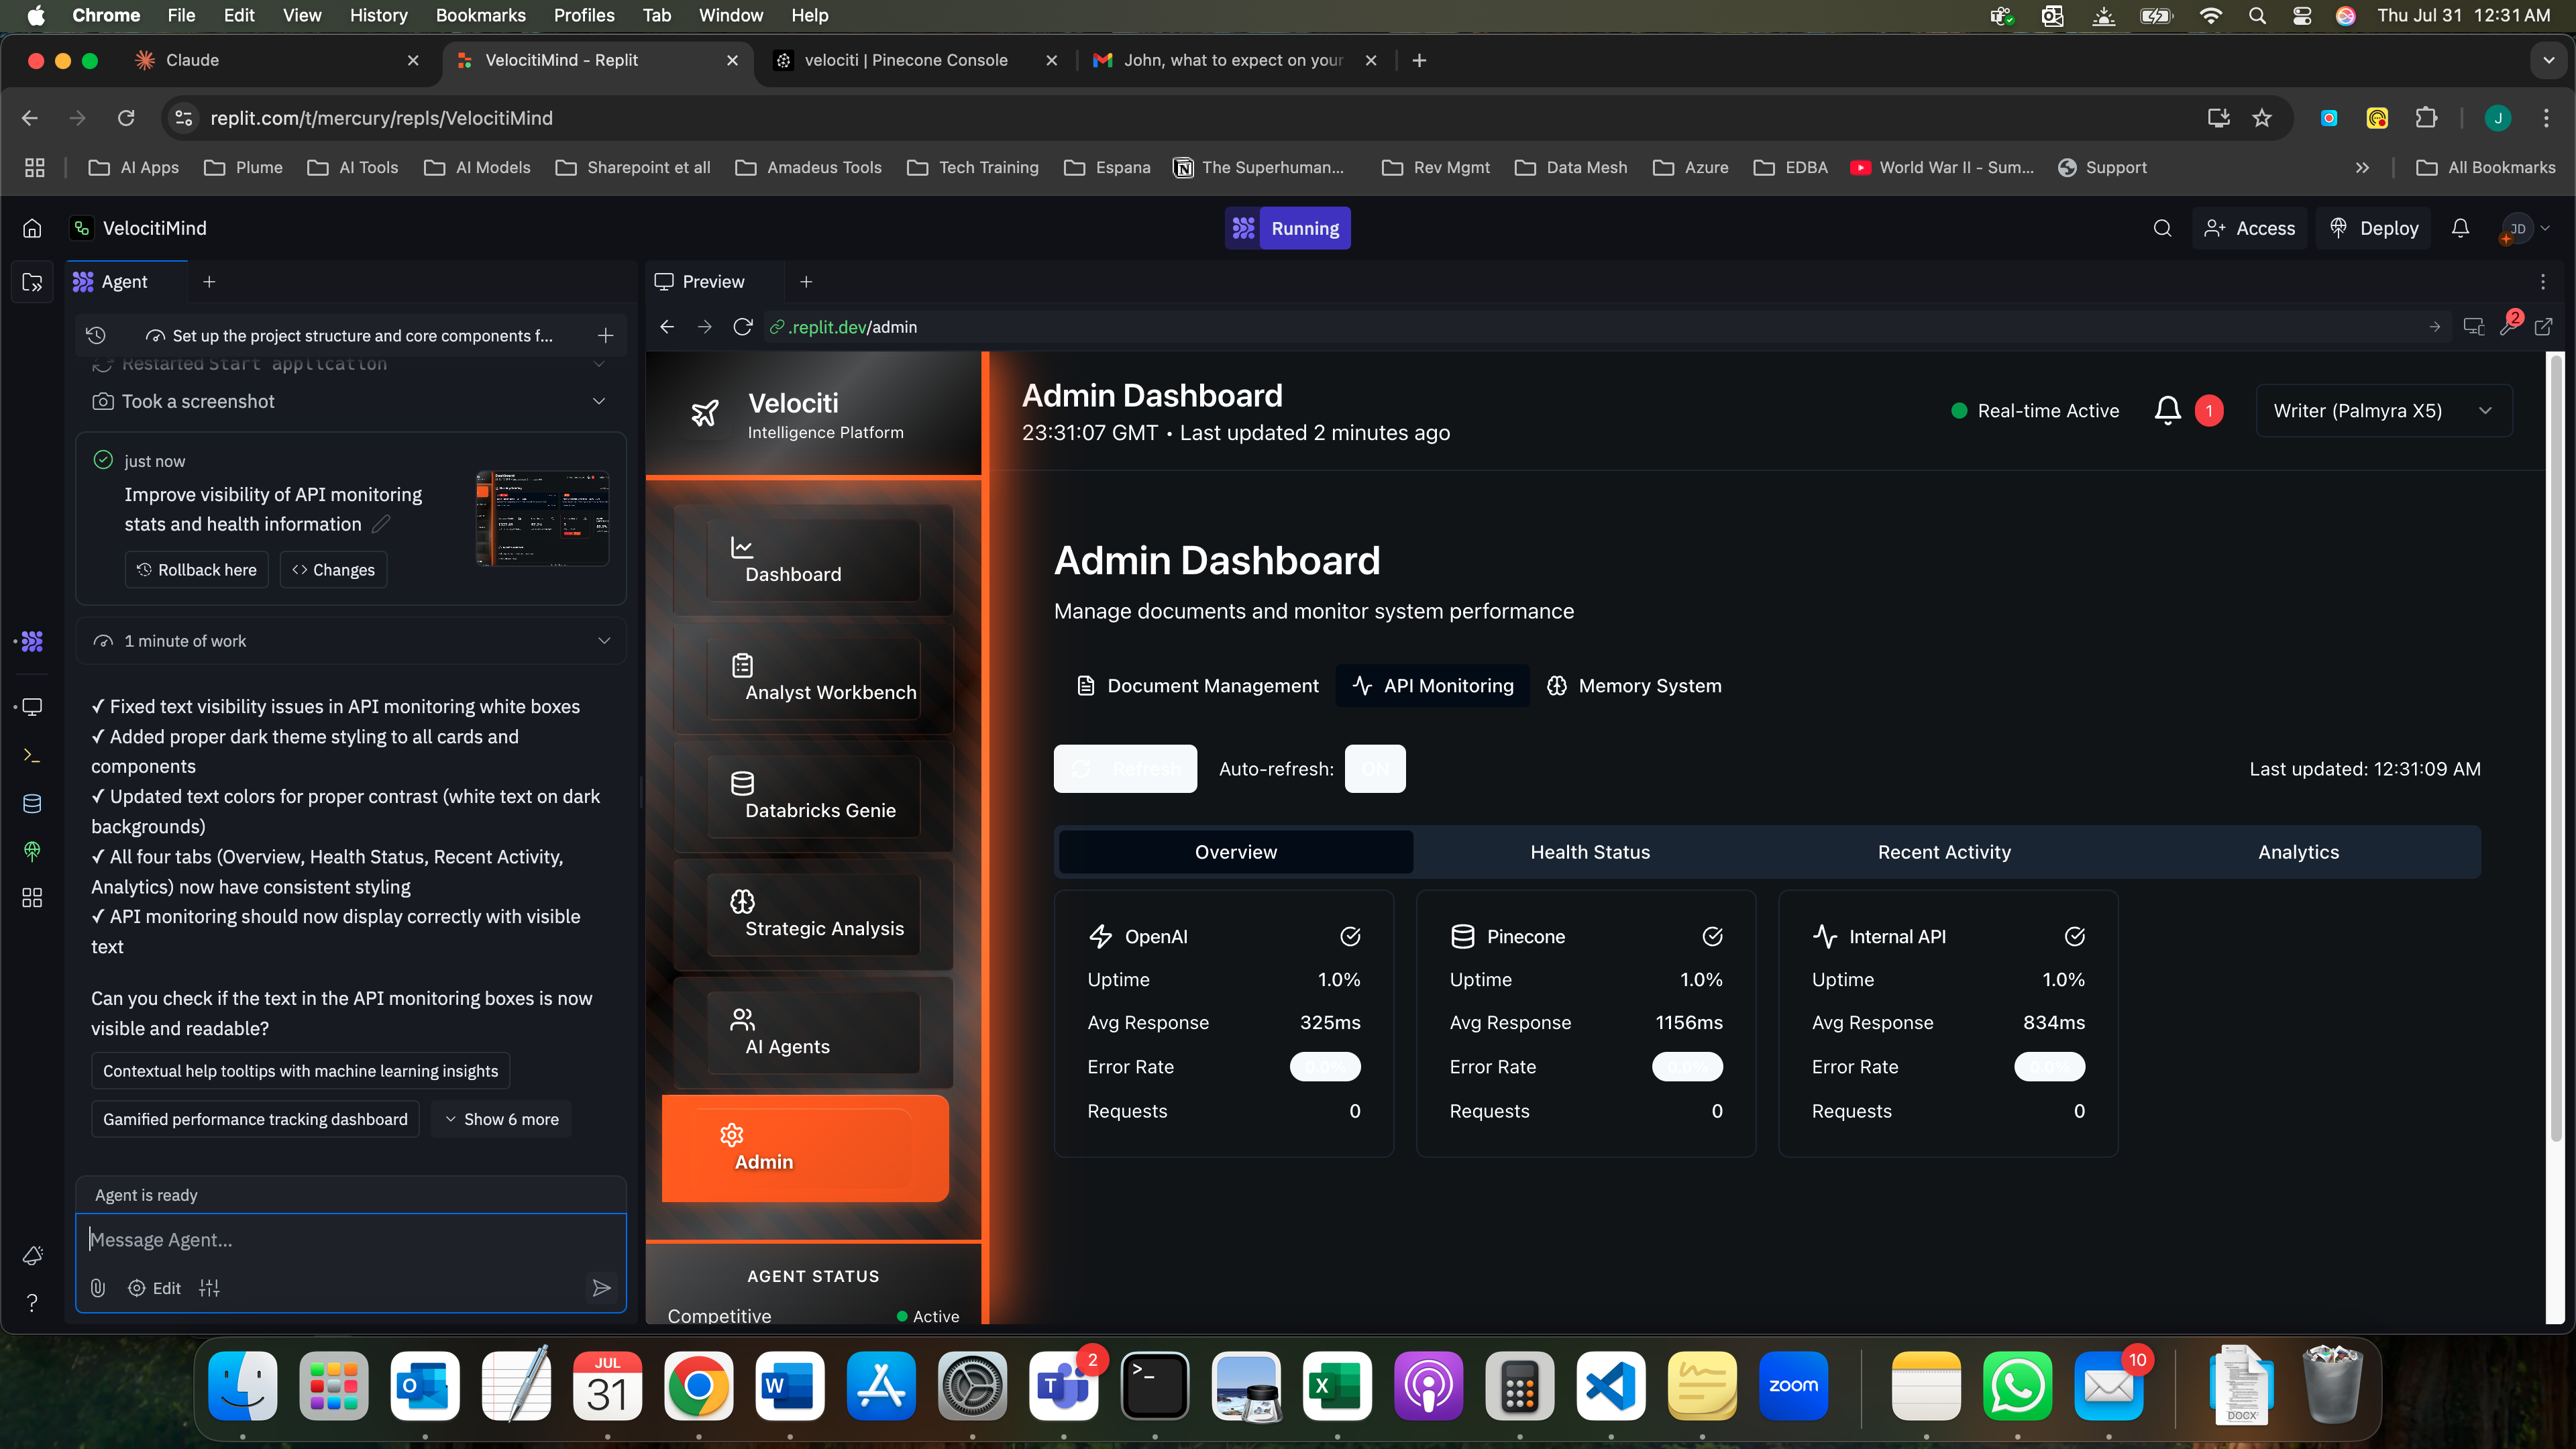 Chrome File Edit View History Bookmarks Profiles Tab Window Help Thu Jul 31 12:31 AM
Claude VelocitiMind - Replit velociti | Pinecone Console John, what to expect on your
replit.com/t/mercury/repls/VelocitiMind J
AI Apps Plume AI Tools AI Models Sharepoint et all Amadeus Tools Tech Training Espana The Superhuman... Rev Mgmt Data Mesh Azure EDBA World War II - Sum... Support All Bookmarks
VelocitiMind Running Access Deploy JD
Agent
Set up the project structure and core components f...
Restarted Start application
Took a screenshot
just now
Improve visibility of API monitoring
stats and health information
Rollback here Changes
1 minute of work
✓ Fixed text visibility issues in API monitoring white boxes
✓ Added proper dark theme styling to all cards and
components
✓ Updated text colors for proper contrast (white text on dark
backgrounds)
✓ All four tabs (Overview, Health Status, Recent Activity,
Analytics) now have consistent styling
✓ API monitoring should now display correctly with visible
text
Can you check if the text in the API monitoring boxes is now
visible and readable?
Contextual help tooltips with machine learning insights
Gamified performance tracking dashboard Show 6 more
Agent is ready
Message Agent...
Edit
Preview
.replit.dev/admin 2
Velociti
Intelligence Platform
Dashboard
Analyst Workbench
Databricks Genie
Strategic Analysis
AI Agents
Admin
AGENT STATUS
Competitive Active
Admin Dashboard
23:31:07 GMT • Last updated 2 minutes ago
Real-time Active 1 Writer (Palmyra X5)
Admin Dashboard
Manage documents and monitor system performance
Document Management API Monitoring Memory System
Refresh Auto-refresh: ON Last updated: 12:31:09 AM
Overview Health Status Recent Activity Analytics
OpenAI
Uptime 1.0%
Avg Response 325ms
Error Rate 0.0%
Requests 0
Pinecone
Uptime 1.0%
Avg Response 1156ms
Error Rate 0.0%
Requests 0
Internal API
Uptime 1.0%
Avg Response 834ms
Error Rate 0.0%
Requests 0
JUL
31
2
zoom
10
DOCX